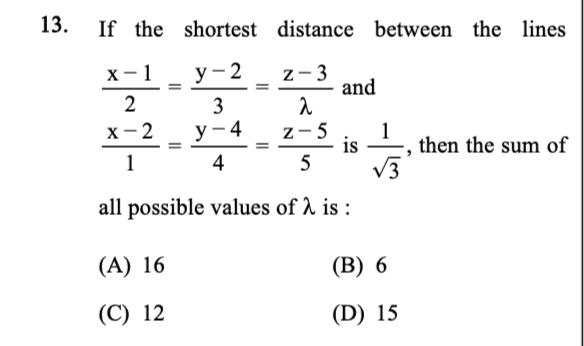 13. If the shortest distance between the lines
x − 1 / 2 = y − 2 / 3 = z − 3 / λ and
x − 2 / 1 = y − 4 / 4 = z − 5 / 5 is 1 / √3, then the sum of
all possible values of λ is :
(A) 16 (B) 6
(C) 12 (D) 15